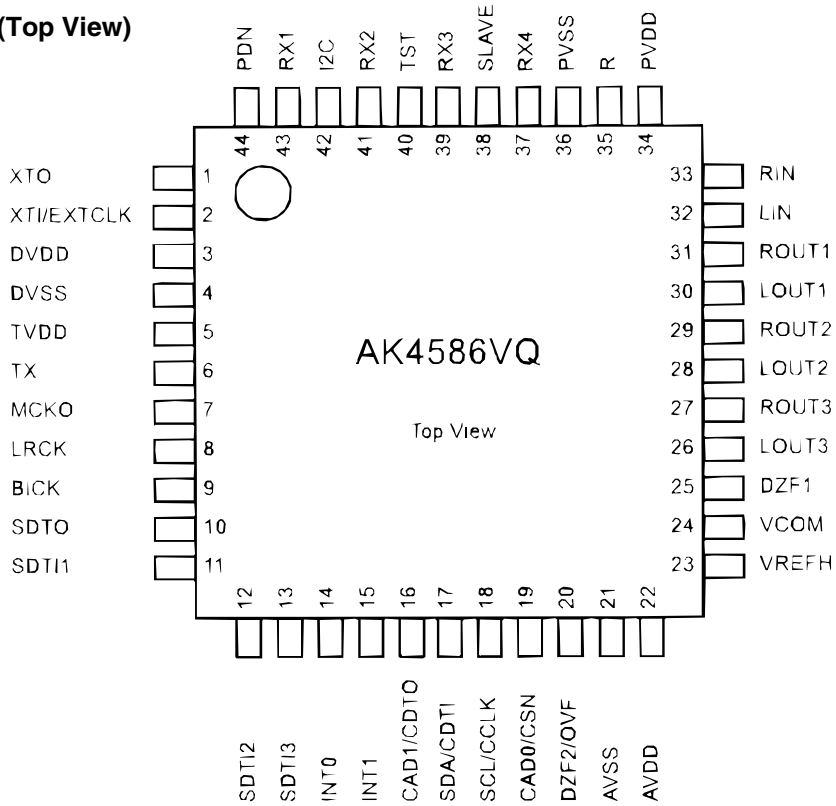 (Top View)
PDN
RX1
I2C
RX2
TST
RX3
SLAVE
RX4
PVSS
R
PVDD
44
43
42
41
40
39
38
37
36
35
34
XTO
1
XTI/EXTCLK
2
DVDD
3
DVSS
4
TVDD
5
TX
6
MCKO
7
LRCK
8
BICK
9
SDTO
10
SDTI1
11
AK4586VQ
Top View
33
RIN
32
LIN
31
ROUT1
30
LOUT1
29
ROUT2
28
LOUT2
27
ROUT3
26
LOUT3
25
DZF1
24
VCOM
23
VREFH
12
13
14
15
16
17
18
19
20
21
22
SDTI2
SDTI3
INT0
INT1
CAD1/CDTO
SDA/CDTI
SCL/CCLK
CAD0/CSN
DZF2/OVF
AVSS
AVDD